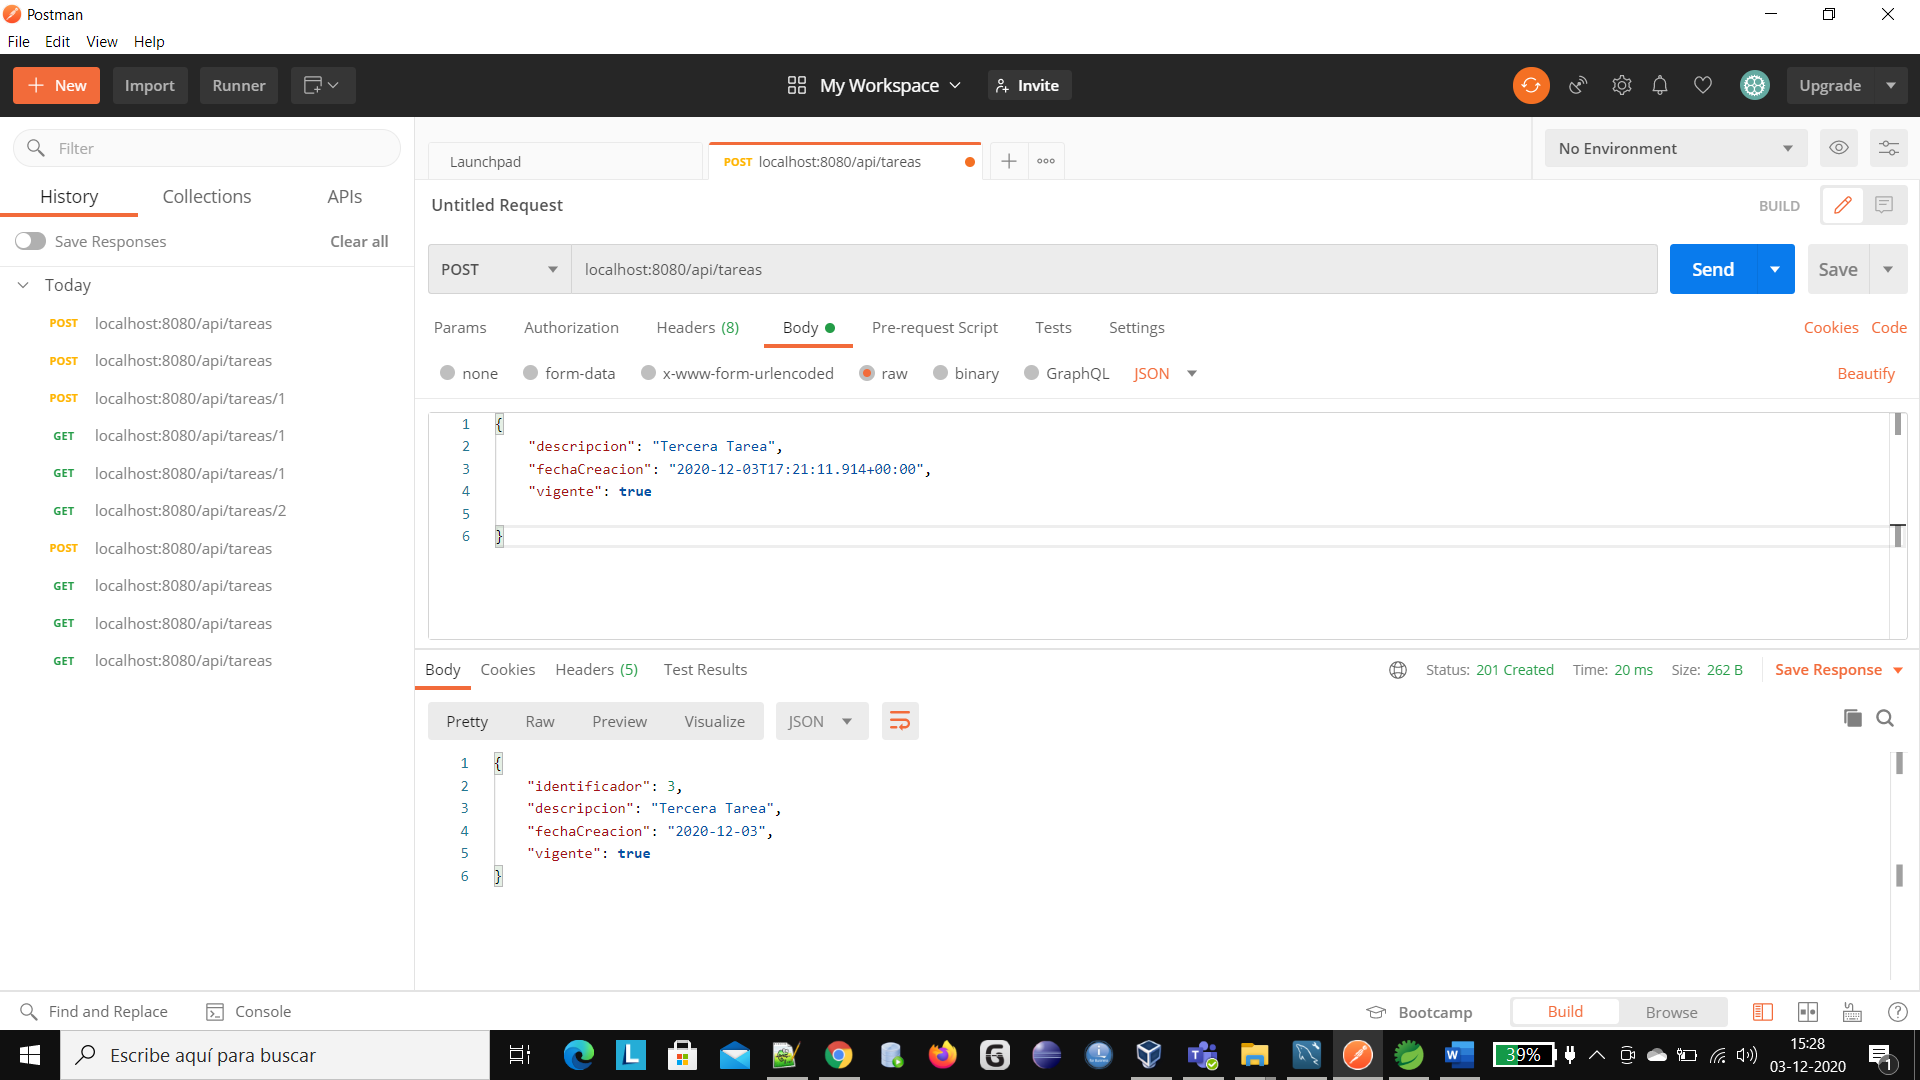 Postman
File Edit View Help
New Import Runner My Workspace Invite Upgrade
Filter
History Collections APIs
Save Responses Clear all
Today
POST localhost:8080/api/tareas
POST localhost:8080/api/tareas
POST localhost:8080/api/tareas/1
GET localhost:8080/api/tareas/1
GET localhost:8080/api/tareas/1
GET localhost:8080/api/tareas/2
POST localhost:8080/api/tareas
GET localhost:8080/api/tareas
GET localhost:8080/api/tareas
GET localhost:8080/api/tareas
Launchpad POST localhost:8080/api/tareas No Environment
Untitled Request BUILD
POST localhost:8080/api/tareas Send Save
Params Authorization Headers (8) Body Pre-request Script Tests Settings Cookies Code
none form-data x-www-form-urlencoded raw binary GraphQL JSON Beautify
1 {
2 "descripcion": "Tercera Tarea",
3 "fechaCreacion": "2020-12-03T17:21:11.914+00:00",
4 "vigente": true
5
6 }
Body Cookies Headers (5) Test Results Status: 201 Created Time: 20 ms Size: 262 B Save Response
Pretty Raw Preview Visualize JSON
1 {
2 "identificador": 3,
3 "descripcion": "Tercera Tarea",
4 "fechaCreacion": "2020-12-03",
5 "vigente": true
6 }
Find and Replace Console Bootcamp Build Browse
Escribe aquí para buscar
39%
15:28
03-12-2020
1